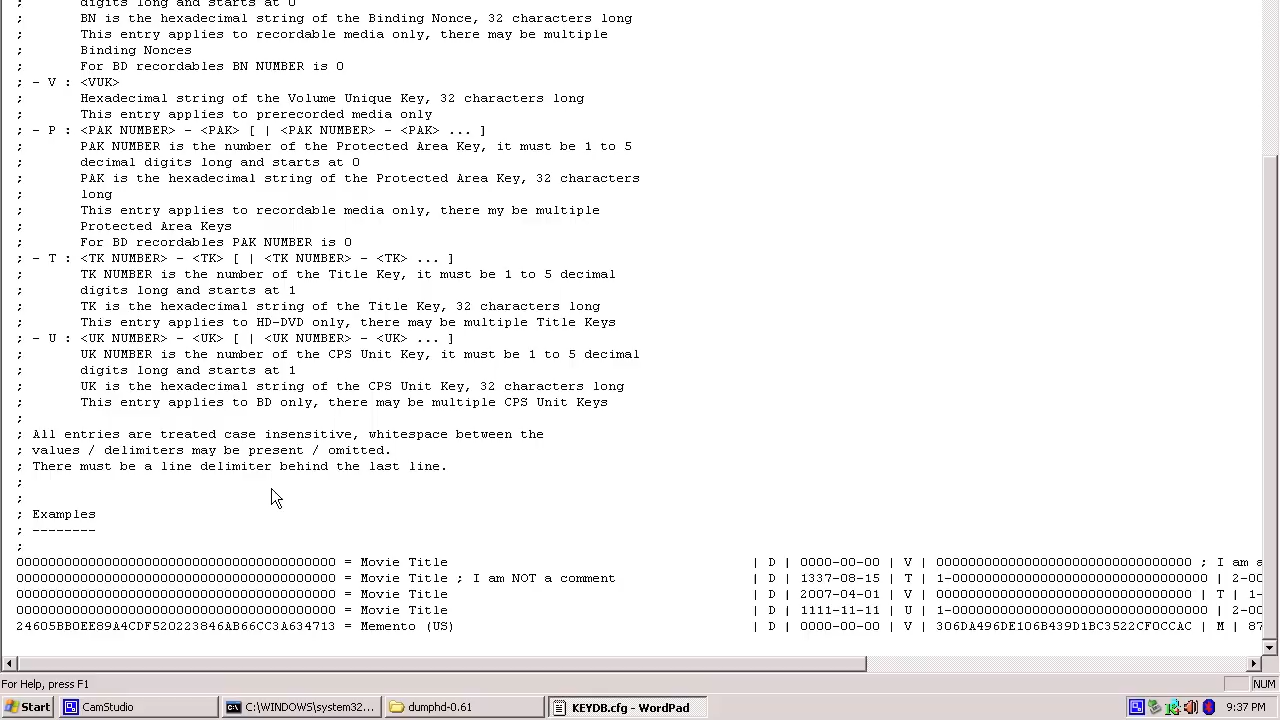 ;       digits long and starts at 0
;       BN is the hexadecimal string of the Binding Nonce, 32 characters long
;       This entry applies to recordable media only, there may be multiple
;       Binding Nonces
;       For BD recordables BN NUMBER is 0
; - V : <VUK>
;       Hexadecimal string of the Volume Unique Key, 32 characters long
;       This entry applies to prerecorded media only
; - P : <PAK NUMBER> - <PAK> [ | <PAK NUMBER> - <PAK> ... ]
;       PAK NUMBER is the number of the Protected Area Key, it must be 1 to 5
;       decimal digits long and starts at 0
;       PAK is the hexadecimal string of the Protected Area Key, 32 characters
;       long
;       This entry applies to recordable media only, there my be multiple
;       Protected Area Keys
;       For BD recordables PAK NUMBER is 0
; - T : <TK NUMBER> - <TK> [ | <TK NUMBER> - <TK> ... ]
;       TK NUMBER is the number of the Title Key, it must be 1 to 5 decimal
;       digits long and starts at 1
;       TK is the hexadecimal string of the Title Key, 32 characters long
;       This entry applies to HD-DVD only, there may be multiple Title Keys
; - U : <UK NUMBER> - <UK> [ | <UK NUMBER> - <UK> ... ]
;       UK NUMBER is the number of the CPS Unit Key, it must be 1 to 5 decimal
;       digits long and starts at 1
;       UK is the hexadecimal string of the CPS Unit Key, 32 characters long
;       This entry applies to BD only, there may be multiple CPS Unit Keys
;
; All entries are treated case insensitive, whitespace between the
; values / delimiters may be present / omitted.
; There must be a line delimiter behind the last line.
;
;
; Examples
; --------
;
0000000000000000000000000000000000000000 = Movie Title | D | 0000-00-00 | V | 00000000000000000000000000000000 ; I am a
0000000000000000000000000000000000000000 = Movie Title ; I am NOT a comment | D | 1337-08-15 | T | 1-00000000000000000000000000000000 | 2-00
0000000000000000000000000000000000000000 = Movie Title | D | 2007-04-01 | V | 00000000000000000000000000000000 | T | 1-
0000000000000000000000000000000000000000 = Movie Title | D | 1111-11-11 | U | 1-00000000000000000000000000000000 | 2-00
24605BB0EE89A4CDF520223846AB66CC3A634713 = Memento (US) | D | 0000-00-00 | V | 306DA496DE106B439D1BC3522CF0CCAC | M | 87
For Help, press F1 NUM
Start CamStudio C:\WINDOWS\system32... dumphd-0.61 KEYDB.cfg - WordPad 9:37 PM